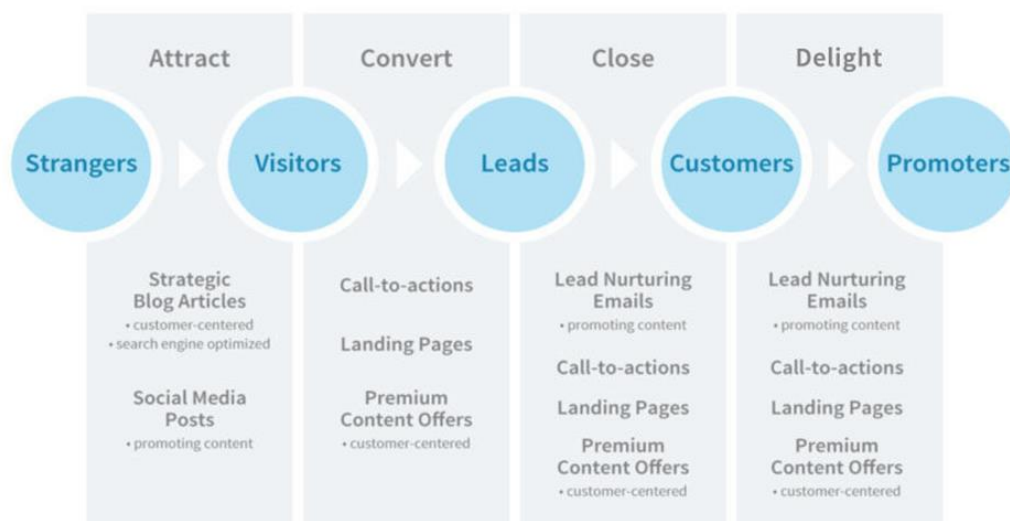 Attract
Convert
Close
Delight
Strangers
Visitors
Leads
Customers
Promoters
Strategic
Blog Articles
• customer-centered
• search engine optimized
Social Media
Posts
• promoting content
Call-to-actions
Landing Pages
Premium
Content Offers
• customer-centered
Lead Nurturing
Emails
• promoting content
Call-to-actions
Landing Pages
Premium
Content Offers
• customer-centered
Lead Nurturing
Emails
• promoting content
Call-to-actions
Landing Pages
Premium
Content Offers
• customer-centered